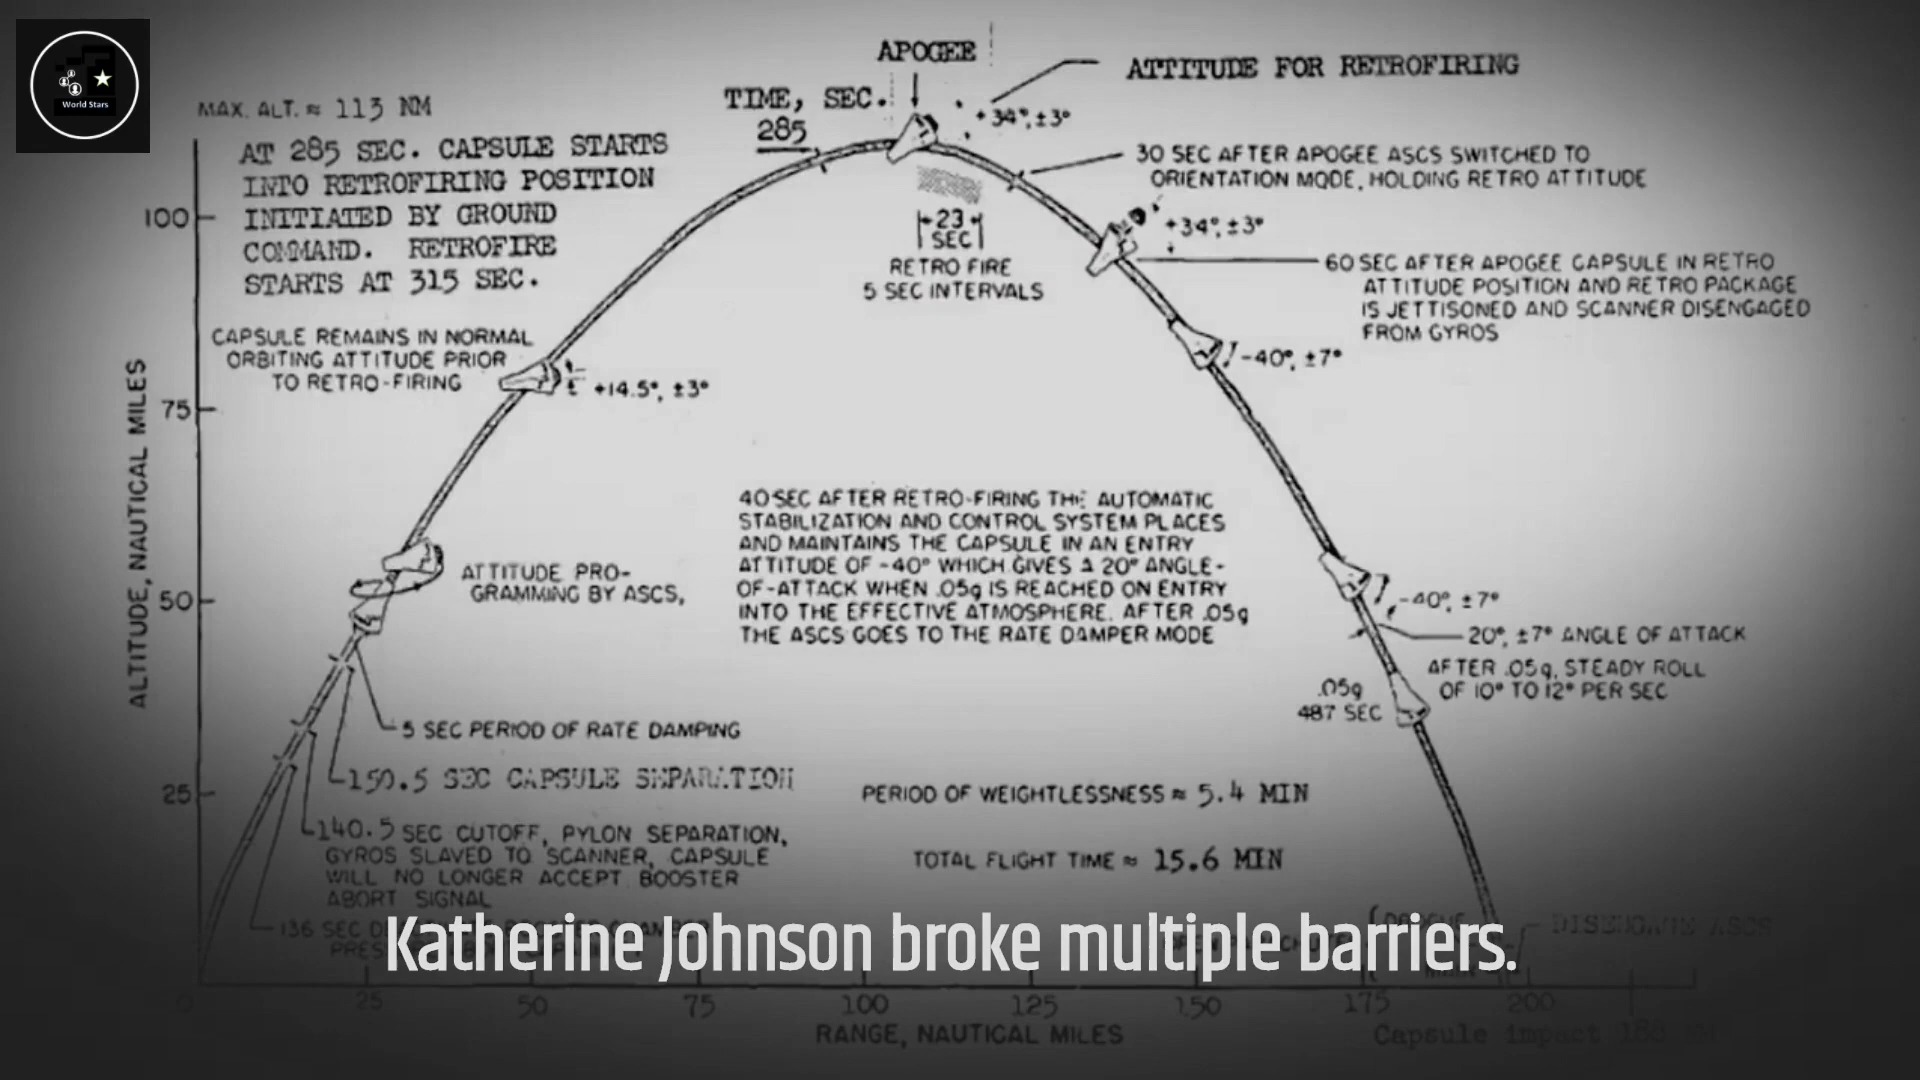 World Stars
APOGEE
ATTITUDE FOR RETROFIRING
MAX. ALT. ≈ 113 NM
TIME, SEC.
285
+34°, ±3°
AT 285 SEC. CAPSULE STARTS
INTO RETROFIRING POSITION
INITIATED BY GROUND
COMMAND. RETROFIRE
STARTS AT 315 SEC.
30 SEC AFTER APOGEE ASCS SWITCHED TO
ORIENTATION MODE, HOLDING RETRO ATTITUDE
100
23
SEC
RETRO FIRE
5 SEC INTERVALS
+34°, ±3°
60 SEC AFTER APOGEE CAPSULE IN RETRO
ATTITUDE POSITION AND RETRO PACKAGE
IS JETTISONED AND SCANNER DISENGAGED
FROM GYROS
CAPSULE REMAINS IN NORMAL
ORBITING ATTITUDE PRIOR
TO RETRO-FIRING
+14.5°, ±3°
-40°, ±7°
75
ALTITUDE, NAUTICAL MILES
40 SEC AFTER RETRO-FIRING THE AUTOMATIC
STABILIZATION AND CONTROL SYSTEM PLACES
AND MAINTAINS THE CAPSULE IN AN ENTRY
ATTITUDE OF -40° WHICH GIVES A 20° ANGLE-
OF-ATTACK WHEN .05g IS REACHED ON ENTRY
INTO THE EFFECTIVE ATMOSPHERE. AFTER .05g
THE ASCS GOES TO THE RATE DAMPER MODE
ATTITUDE PRO-
GRAMMING BY ASCS,
50
-40°, ±7°
20°, ±7° ANGLE OF ATTACK
AFTER .05g, STEADY ROLL
OF 10° TO 12° PER SEC
.05g
487 SEC
5 SEC PERIOD OF RATE DAMPING
150.5 SEC CAPSULE SEPARATION
25
PERIOD OF WEIGHTLESSNESS ≈ 5.4 MIN
140.5 SEC CUTOFF, PYLON SEPARATION,
GYROS SLAVED TO SCANNER, CAPSULE
WILL NO LONGER ACCEPT BOOSTER
ABORT SIGNAL
TOTAL FLIGHT TIME ≈ 15.6 MIN
136 SEC
Katherine Johnson broke multiple barriers.
0 25 50 75 100 125 150 175 200
RANGE, NAUTICAL MILES
Capsule impact